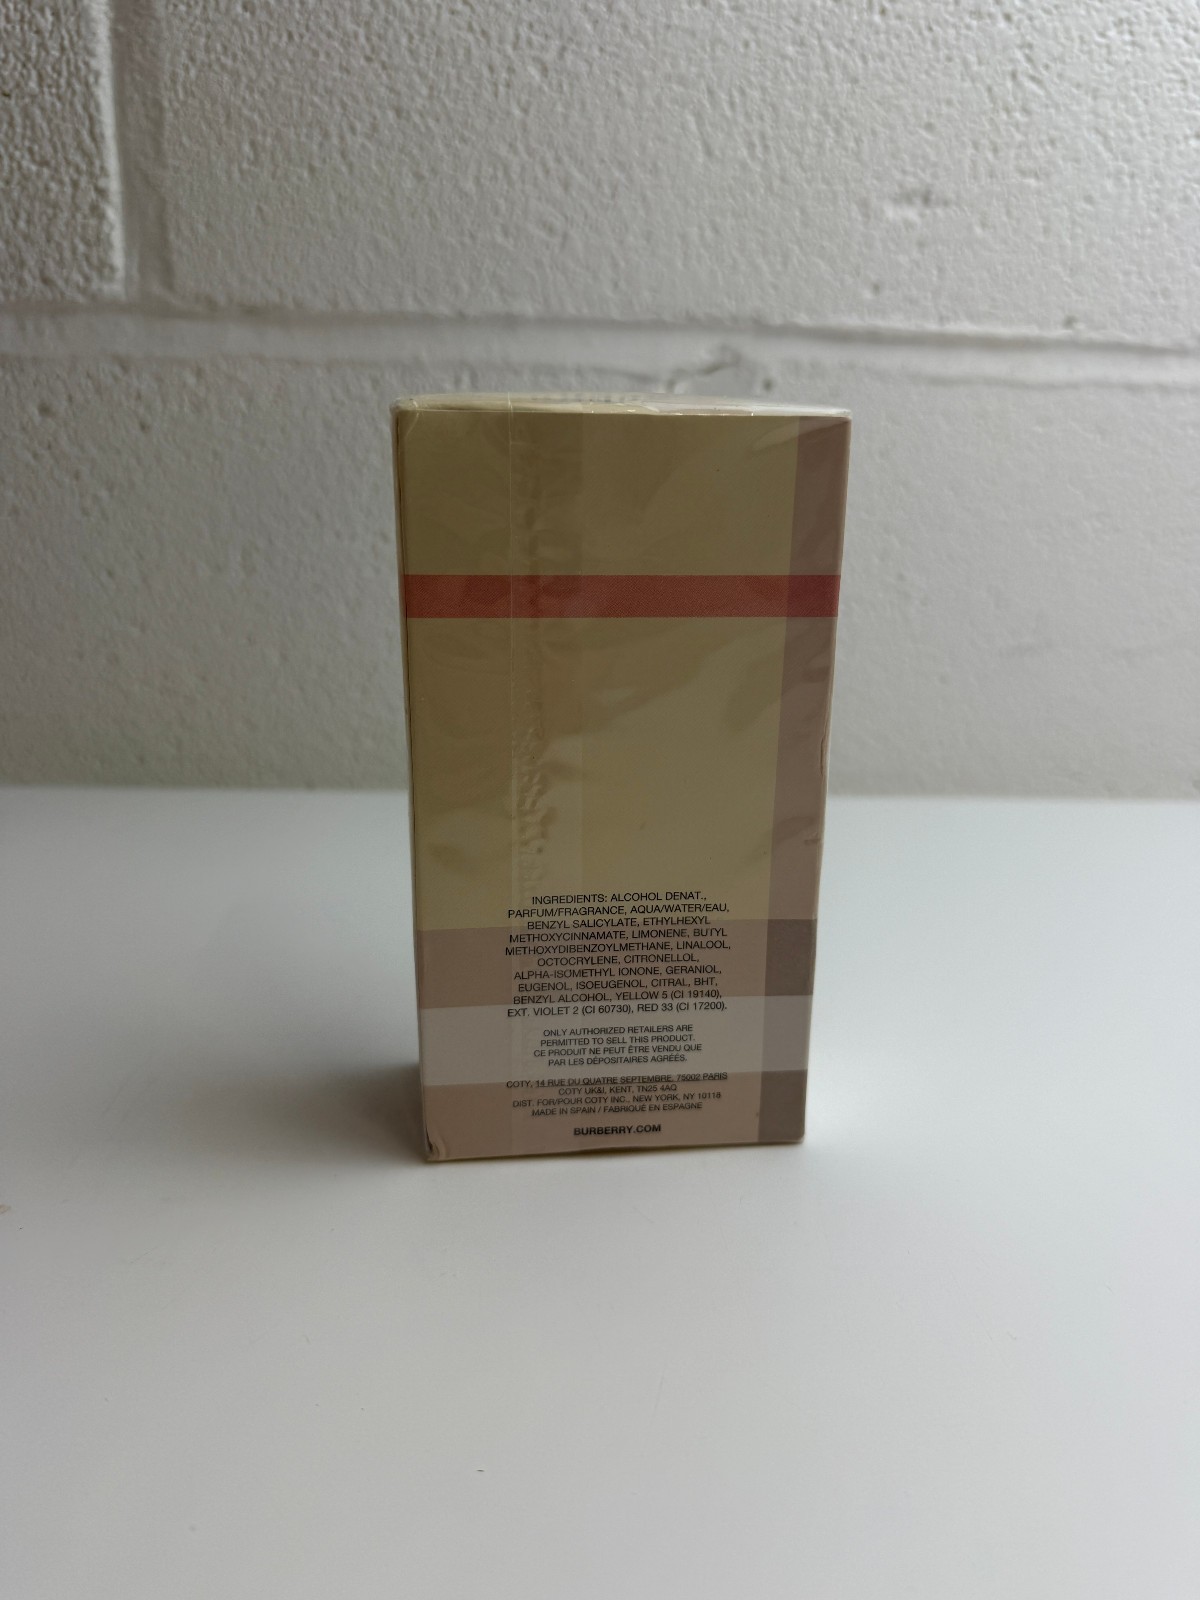 INGREDIENTS: ALCOHOL DENAT.,
PARFUM/FRAGRANCE, AQUA/WATER/EAU,
BENZYL SALICYLATE, ETHYLHEXYL
METHOXYCINNAMATE, LIMONENE, BUTYL
METHOXYDIBENZOYLMETHANE, LINALOOL,
OCTOCRYLENE, CITRONELLOL,
ALPHA-ISOMETHYL IONONE, GERANIOL,
EUGENOL, ISOEUGENOL, CITRAL, BHT,
BENZYL ALCOHOL, YELLOW 5 (CI 19140),
EXT. VIOLET 2 (CI 60730), RED 33 (CI 17200).
ONLY AUTHORIZED RETAILERS ARE
PERMITTED TO SELL THIS PRODUCT.
CE PRODUIT NE PEUT ÊTRE VENDU QUE
PAR LES DÉPOSITAIRES AGRÉÉS.
COTY, 14 RUE DU QUATRE SEPTEMBRE, 75002 PARIS
COTY UK&I, KENT, TN25 4AQ
DIST. FOR/POUR COTY INC., NEW YORK, NY 10118
MADE IN SPAIN / FABRIQUÉ EN ESPAGNE
BURBERRY.COM